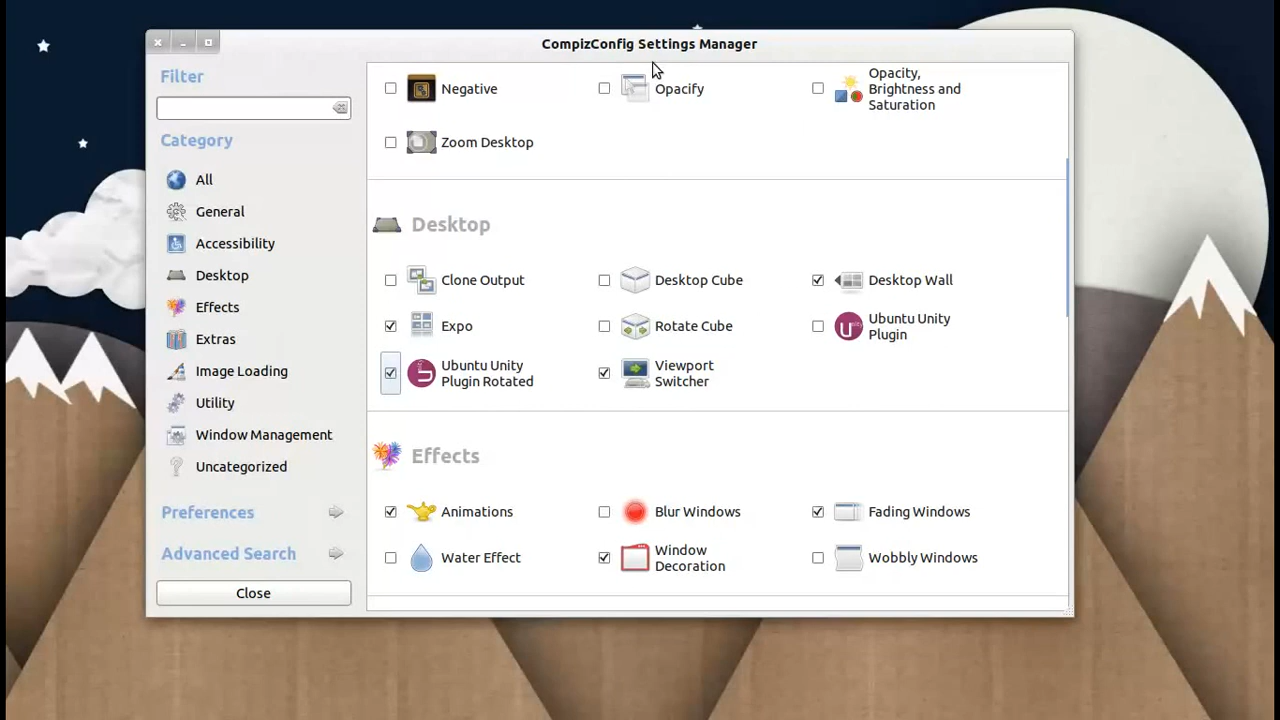 CompizConfig Settings Manager
Filter
Category
All
General
Accessibility
Desktop
Effects
Extras
Image Loading
Utility
Window Management
Uncategorized
Preferences
Advanced Search
Close
Negative
Opacify
Opacity,
Brightness and
Saturation
Zoom Desktop
Desktop
Clone Output
Desktop Cube
Desktop Wall
Expo
Rotate Cube
Ubuntu Unity
Plugin
Ubuntu Unity
Plugin Rotated
Viewport
Switcher
Effects
Animations
Blur Windows
Fading Windows
Water Effect
Window
Decoration
Wobbly Windows